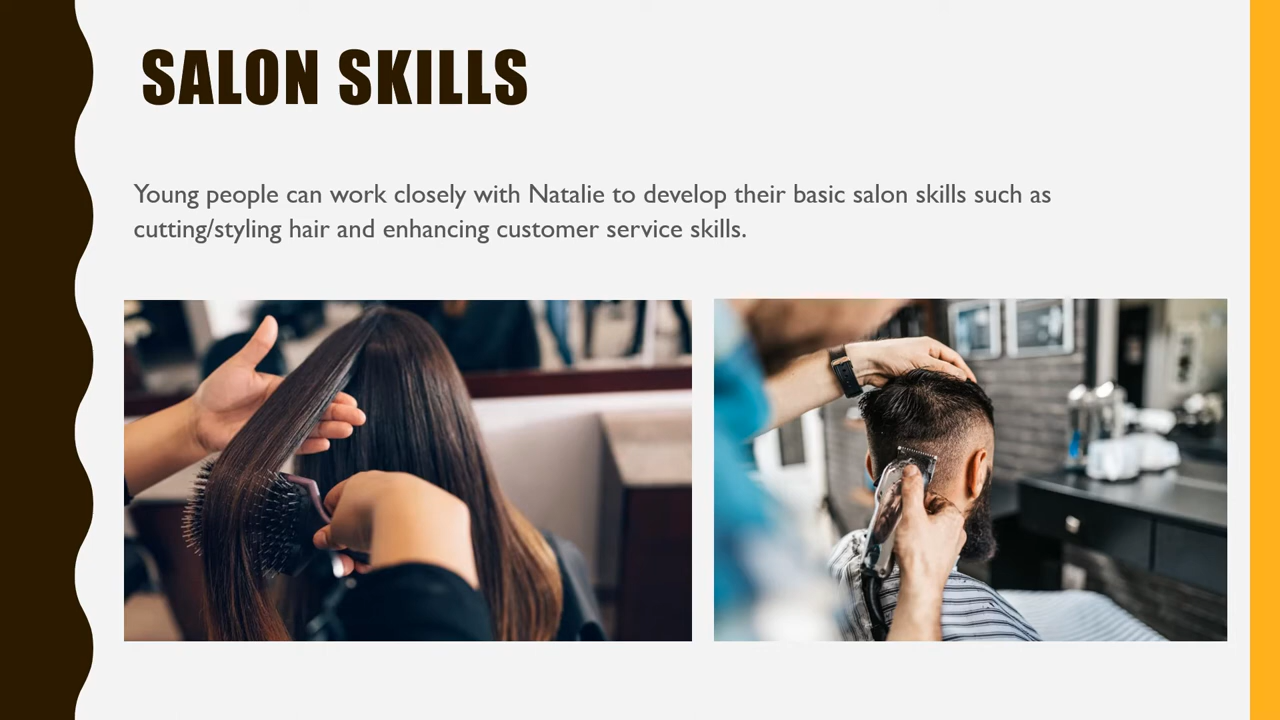 SALON SKILLS
Young people can work closely with Natalie to develop their basic salon skills such as
cutting/styling hair and enhancing customer service skills.